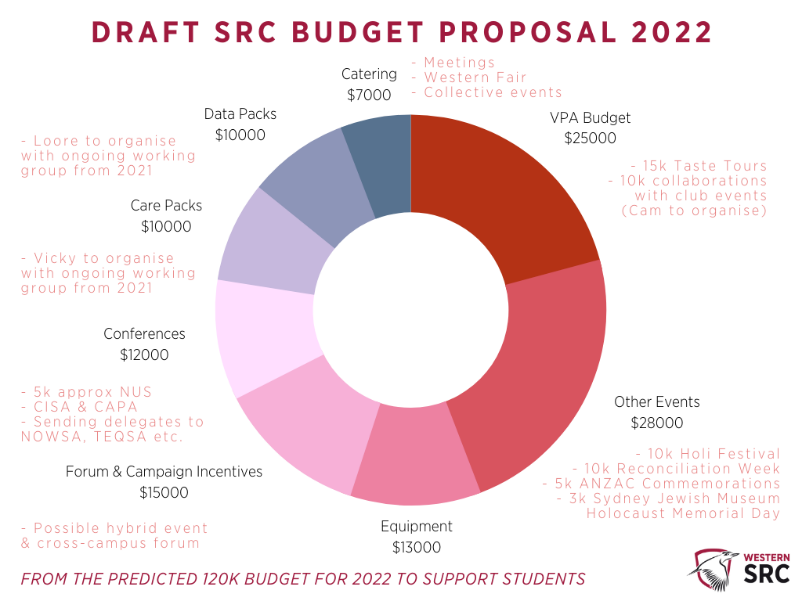 DRAFT SRC BUDGET PROPOSAL 2022
Catering
$7000
- Meetings
- Western Fair
- Collective events
VPA Budget
$25000
- 15k Taste Tours
- 10k collaborations
with club events
(Cam to organise)
Other Events
$28000
- 10k Holi Festival
- 10k Reconciliation Week
- 5k ANZAC Commemorations
- 3k Sydney Jewish Museum
Holocaust Memorial Day
Equipment
$13000
Forum & Campaign Incentives
$15000
- Possible hybrid event
& cross-campus forum
Conferences
$12000
- 5k approx NUS
- CISA & CAPA
- Sending delegates to
NOWSA, TEQSA etc.
Care Packs
$10000
- Vicky to organise
with ongoing working
group from 2021
Data Packs
$10000
- Loore to organise
with ongoing working
group from 2021
FROM THE PREDICTED 120K BUDGET FOR 2022 TO SUPPORT STUDENTS
WESTERN
SRC